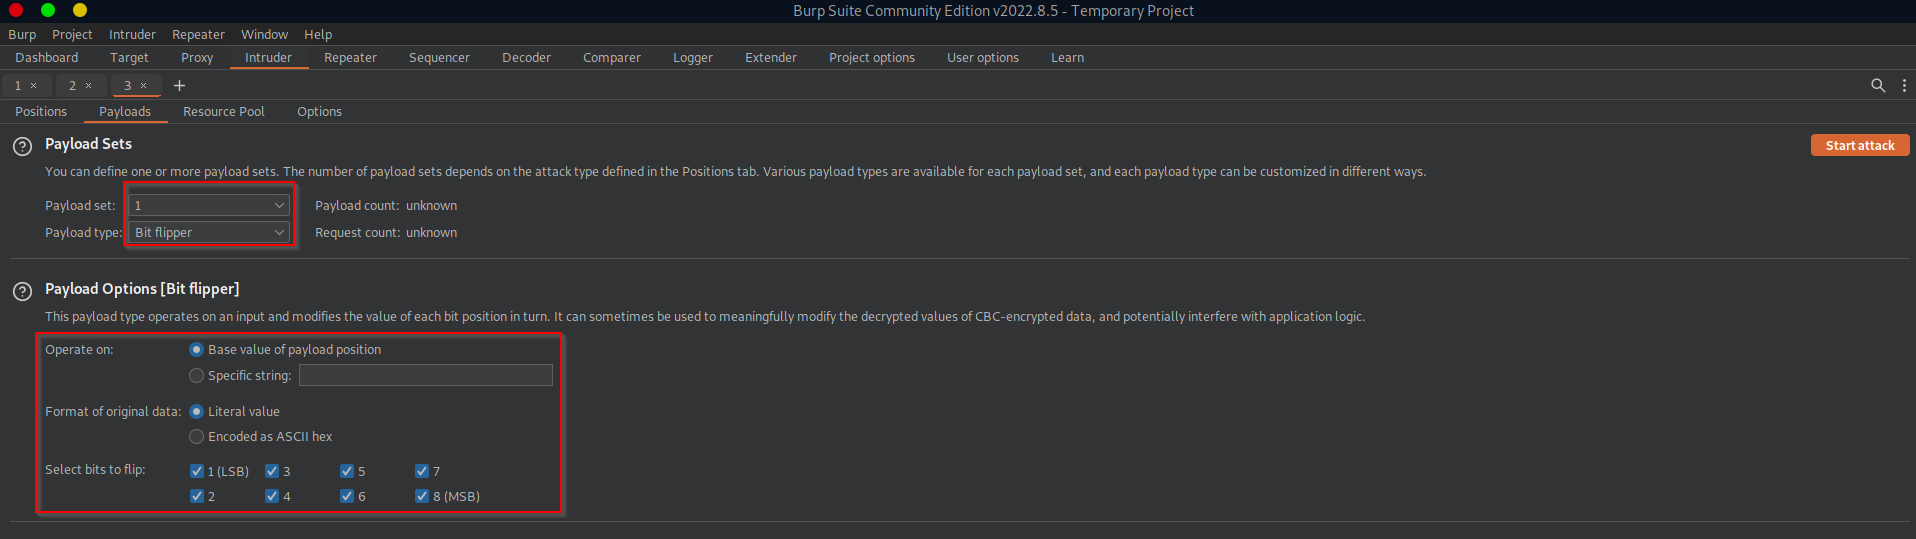 Burp Suite Community Edition v2022.8.5 - Temporary Project
Burp Project Intruder Repeater Window Help
Dashboard Target Proxy Intruder Repeater Sequencer Decoder Comparer Logger Extender Project options User options Learn
1 × 2 × 3 × +
Positions Payloads Resource Pool Options
? Payload Sets Start attack
You can define one or more payload sets. The number of payload sets depends on the attack type defined in the Positions tab. Various payload types are available for each payload set, and each payload type can be customized in different ways.
Payload set: 1 Payload count: unknown
Payload type: Bit flipper Request count: unknown
? Payload Options [Bit flipper]
This payload type operates on an input and modifies the value of each bit position in turn. It can sometimes be used to meaningfully modify the decrypted values of CBC-encrypted data, and potentially interfere with application logic.
Operate on: Base value of payload position
Specific string:
Format of original data: Literal value
Encoded as ASCII hex
Select bits to flip: 1 (LSB) 3 5 7
2 4 6 8 (MSB)